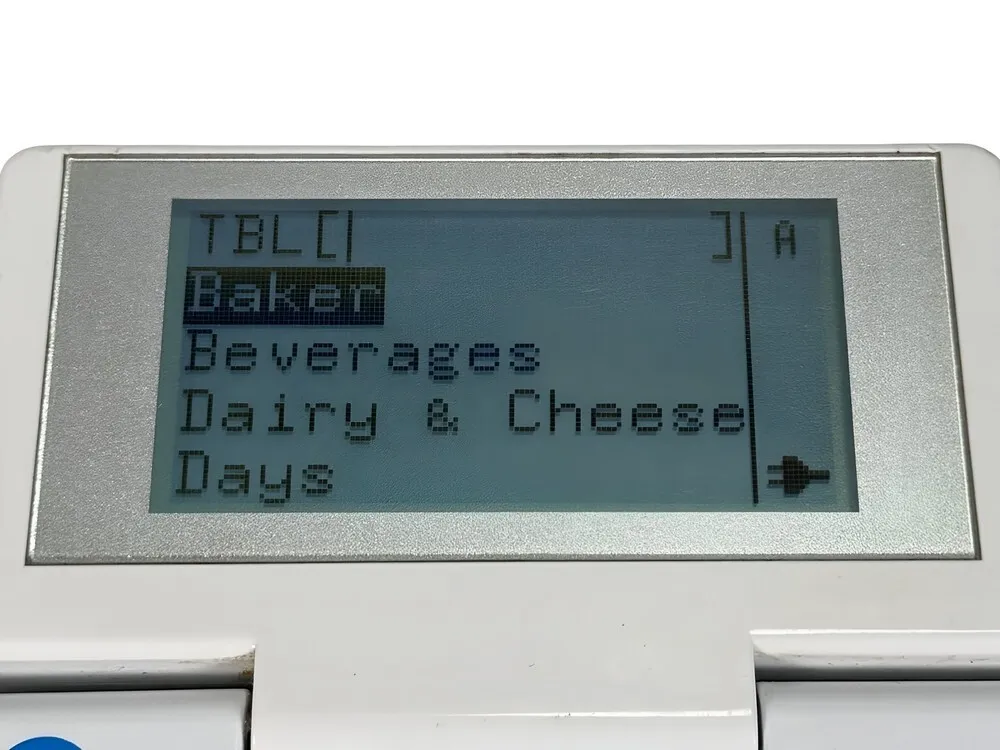 TBL[ ] A
Baker
Beverages
Dairy & Cheese
Days